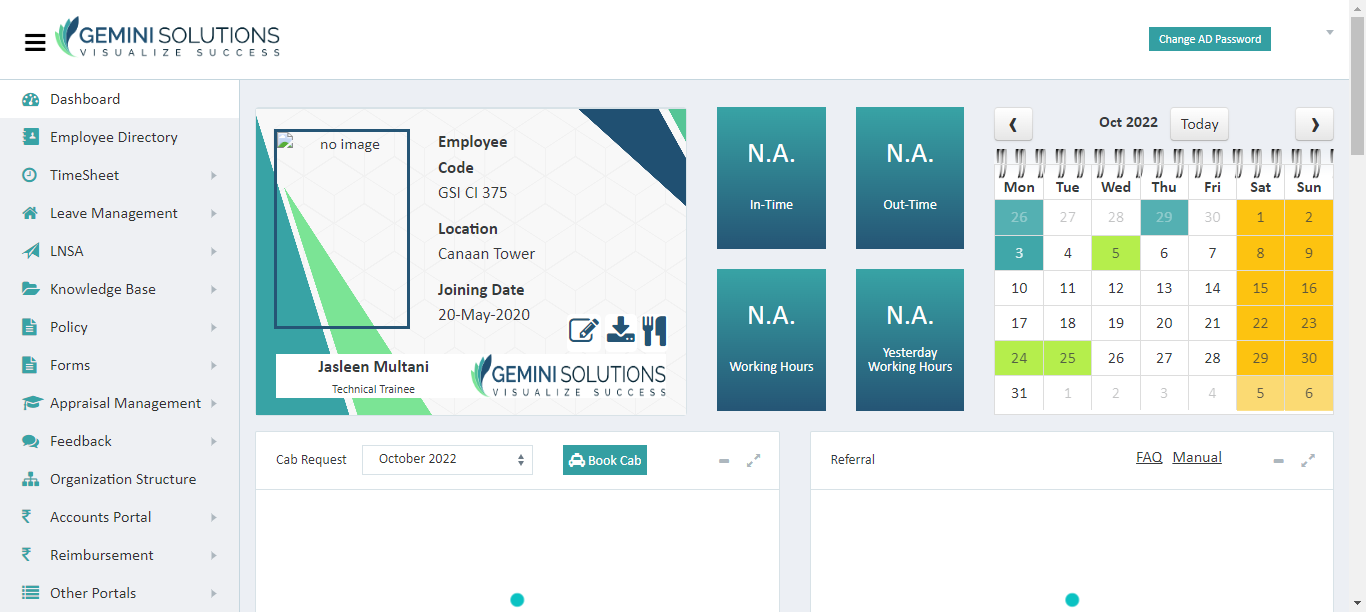 GEMINI SOLUTIONS
VISUALIZE SUCCESS
Change AD Password
Dashboard
Employee Directory
TimeSheet
Leave Management
LNSA
Knowledge Base
Policy
Forms
Appraisal Management
Feedback
Organization Structure
Accounts Portal
Reimbursement
Other Portals
no image
Employee
Code
GSI CI 375
Location
Canaan Tower
Joining Date
20-May-2020
Jasleen Multani
Technical Trainee
GEMINI SOLUTIONS
VISUALIZE SUCCESS
N.A.
In-Time
N.A.
Out-Time
N.A.
Working Hours
N.A.
Yesterday
Working Hours
Oct 2022 Today
Mon Tue Wed Thu Fri Sat Sun
26 27 28 29 30 1 2
3 4 5 6 7 8 9
10 11 12 13 14 15 16
17 18 19 20 21 22 23
24 25 26 27 28 29 30
31 1 2 3 4 5 6
Cab Request October 2022 Book Cab
Referral FAQ Manual